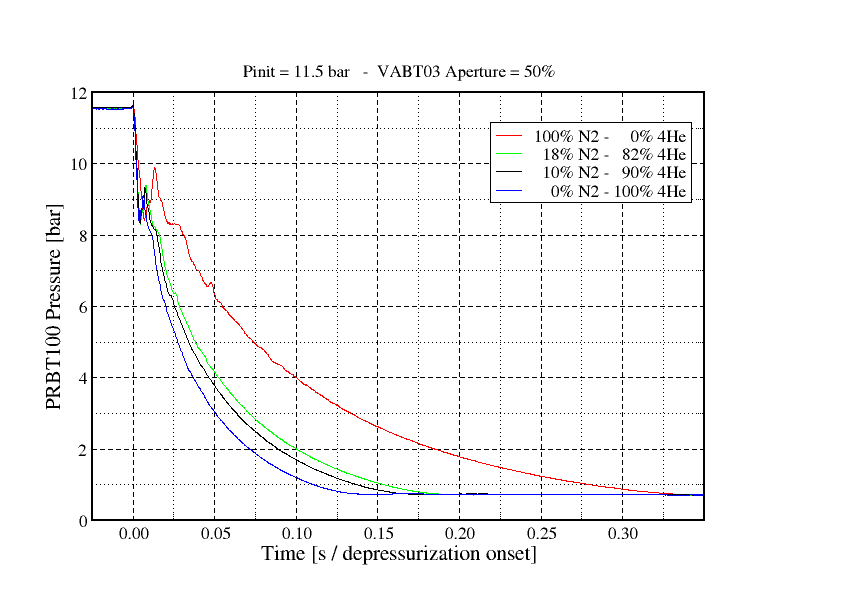 Pinit = 11.5 bar - VABT03 Aperture = 50%
12
10
8
6
4
2
0
PRBT100 Pressure [bar]
100% N2 - 0% 4He
18% N2 - 82% 4He
10% N2 - 90% 4He
0% N2 - 100% 4He
0.00 0.05 0.10 0.15 0.20 0.25 0.30
Time [s / depressurization onset]